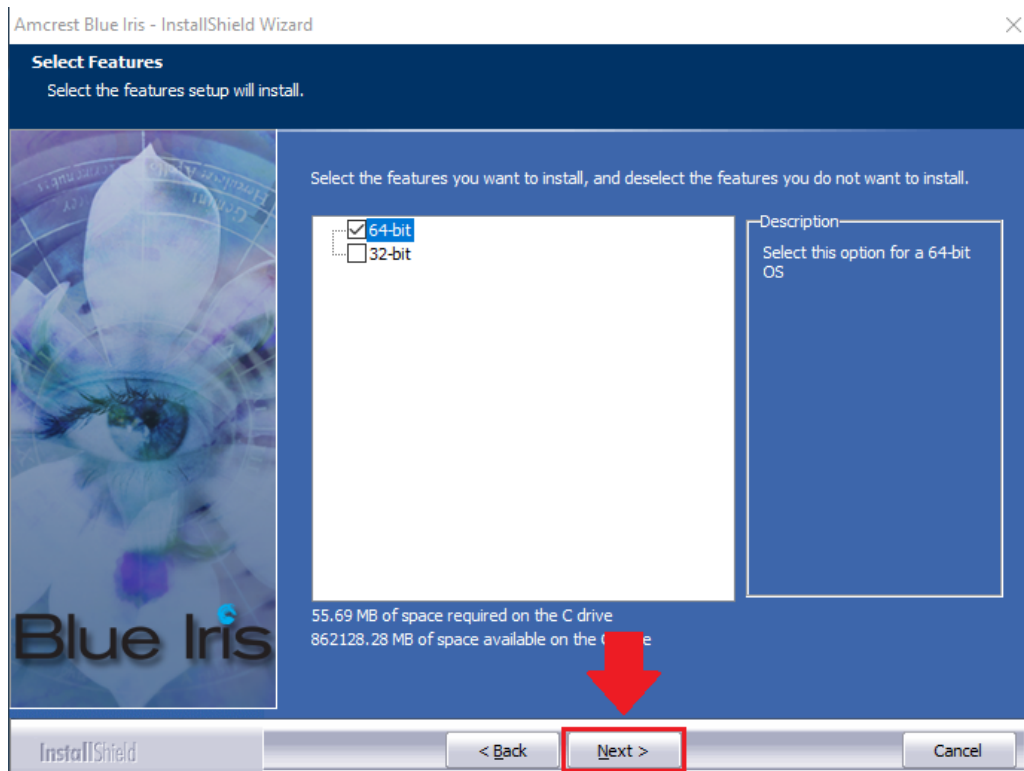 Amcrest Blue Iris - InstallShield Wizard
Select Features
Select the features setup will install.
Select the features you want to install, and deselect the features you do not want to install.
64-bit
32-bit
Description
Select this option for a 64-bit
OS
55.69 MB of space required on the C drive
862128.28 MB of space available on the
Blue Iris
InstallShield
< Back
Next >
Cancel